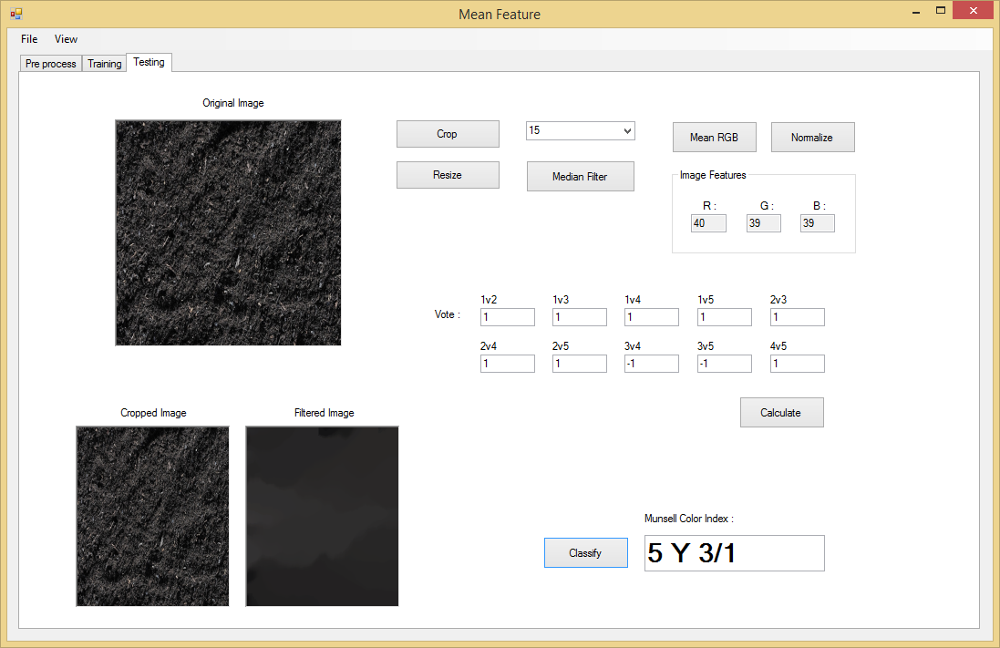 Mean Feature
File View
Pre process Training Testing
Original Image
Crop 15 Mean RGB Normalize
Resize Median Filter
Image Features
R : G : B :
40 39 39
1v2 1v3 1v4 1v5 2v3
Vote : 1 1 1 1 1
2v4 2v5 3v4 3v5 4v5
1 1 -1 -1 1
Calculate
Cropped Image Filtered Image
Munsell Color Index :
Classify 5 Y 3/1